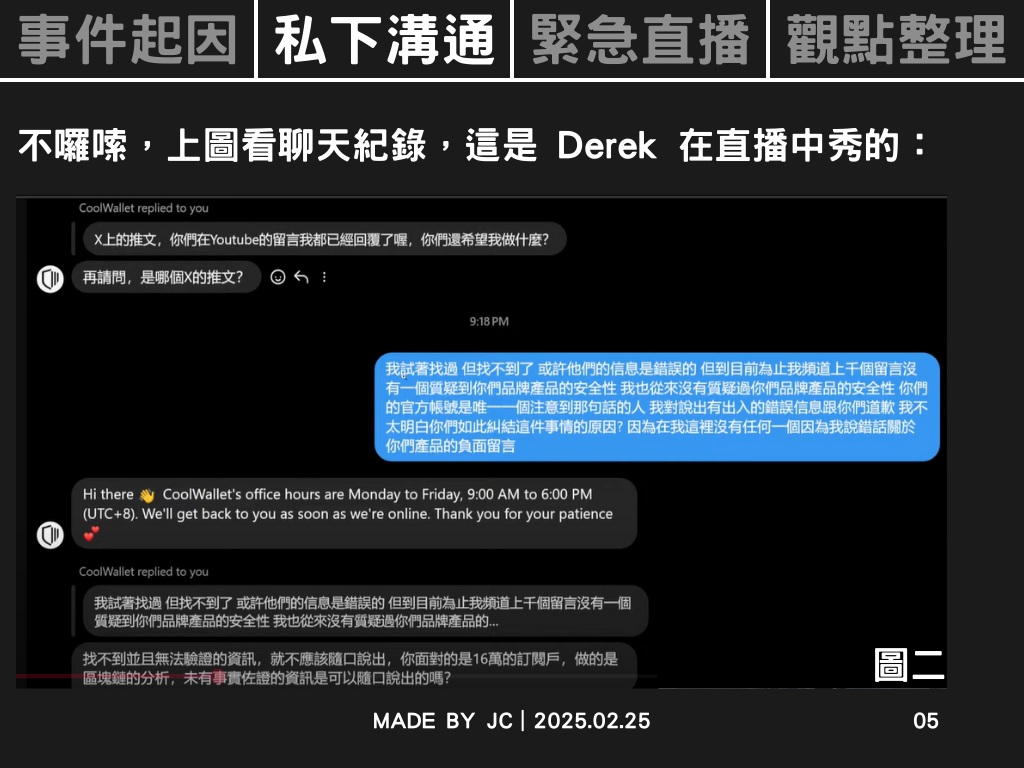 事件起因 私下溝通 緊急直播 觀點整理
不囉嗦，上圖看聊天紀錄，這是 Derek 在直播中秀的：
CoolWallet replied to you
X上的推文，你們在Youtube的留言我都已經回覆了喔，你們還希望我做什麼？
再請問，是哪個X的推文？
9:18 PM
我試著找過 但找不到了 或許他們的信息是錯誤的 但到目前為止我頻道上千個留言沒
有一個質疑到你們品牌產品的安全性 我也從來沒有質疑過你們品牌產品的安全性 你們
的官方帳號是唯一一個注意到那句話的人 我對說出有出入的錯誤信息跟你們道歉 我不
太明白你們如此糾結這件事情的原因? 因為在我這裡沒有任何一個因為我說錯話關於
你們產品的負面留言
Hi there 👋 CoolWallet's office hours are Monday to Friday, 9:00 AM to 6:00 PM
(UTC+8). We'll get back to you as soon as we're online. Thank you for your patience
💕
CoolWallet replied to you
我試著找過 但找不到了 或許他們的信息是錯誤的 但到目前為止我頻道上千個留言沒有一個
質疑到你們品牌產品的安全性 我也從來沒有質疑過你們品牌產品的...
找不到並且無法驗證的資訊，就不應該隨口說出，你面對的是16萬的訂閱戶，做的是
區塊鏈的分析，未有事實佐證的資訊是可以隨口說出的嗎？
圖二
MADE BY JC | 2025.02.25
05